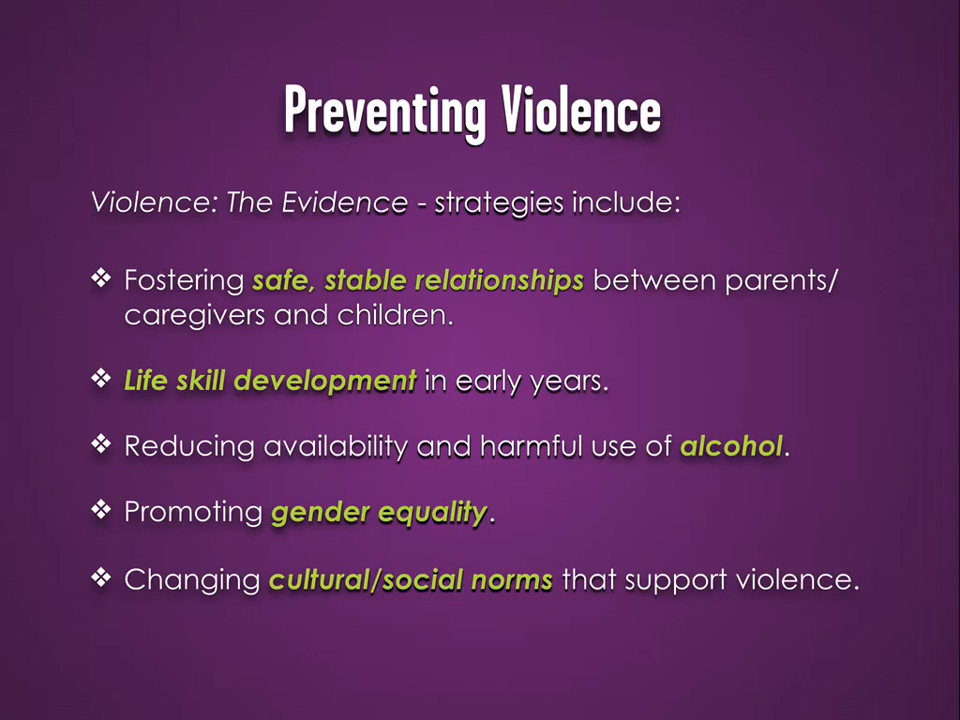 Preventing Violence
Violence: The Evidence - strategies include:
❖ Fostering safe, stable relationships between parents/
caregivers and children.
❖ Life skill development in early years.
❖ Reducing availability and harmful use of alcohol.
❖ Promoting gender equality.
❖ Changing cultural/social norms that support violence.